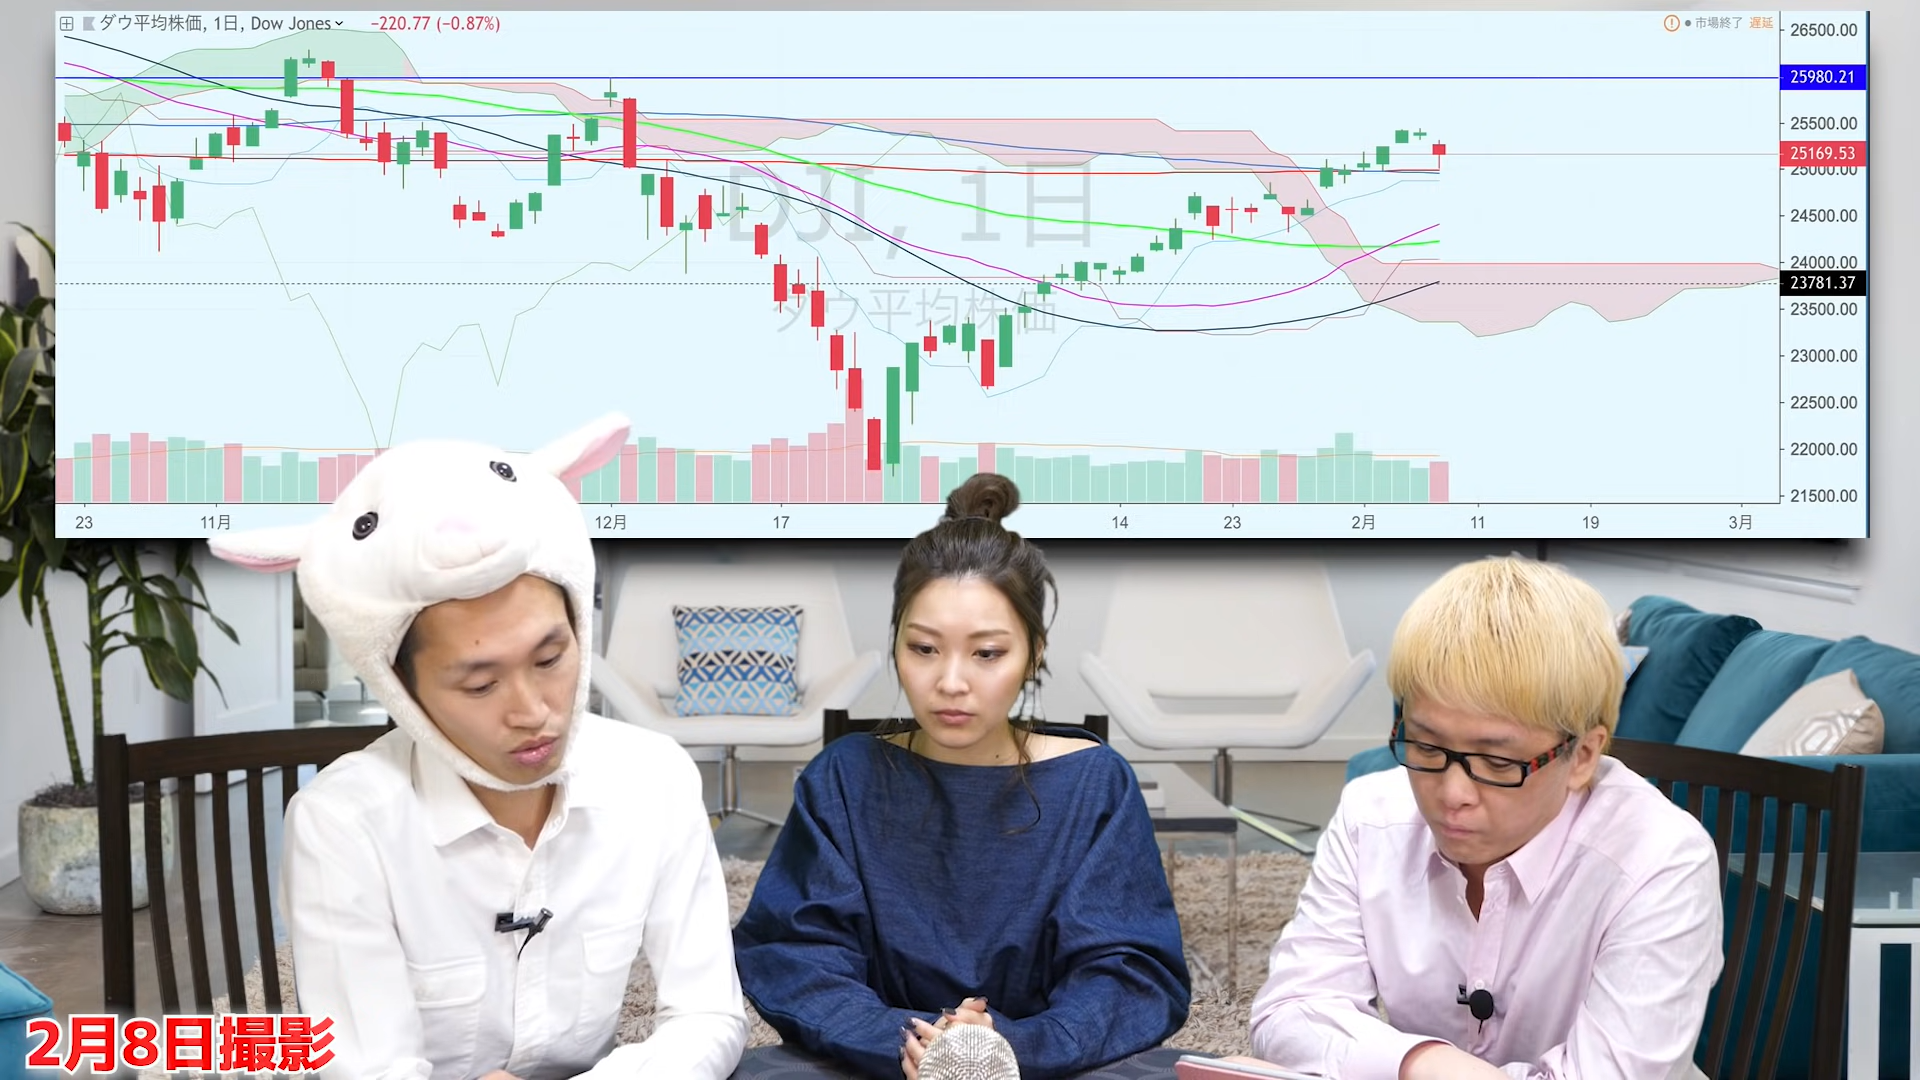 ダウ平均株価, 1日, Dow Jones −220.77 (−0.87%)
市場終了 遅延
26500.00
25980.21
25500.00
25169.53
25000.00
24500.00
24000.00
23781.37
23500.00
23000.00
22500.00
22000.00
21500.00
DJI, 1日
ダウ平均株価
23 11月 12月 17 14 23 2月 11 19 3月
2月8日撮影